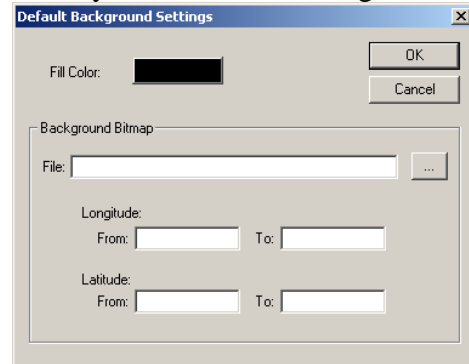 Default Background Settings
Fill Color:
OK
Cancel
Background Bitmap
File:
...
Longitude:
From:
To:
Latitude:
From:
To: